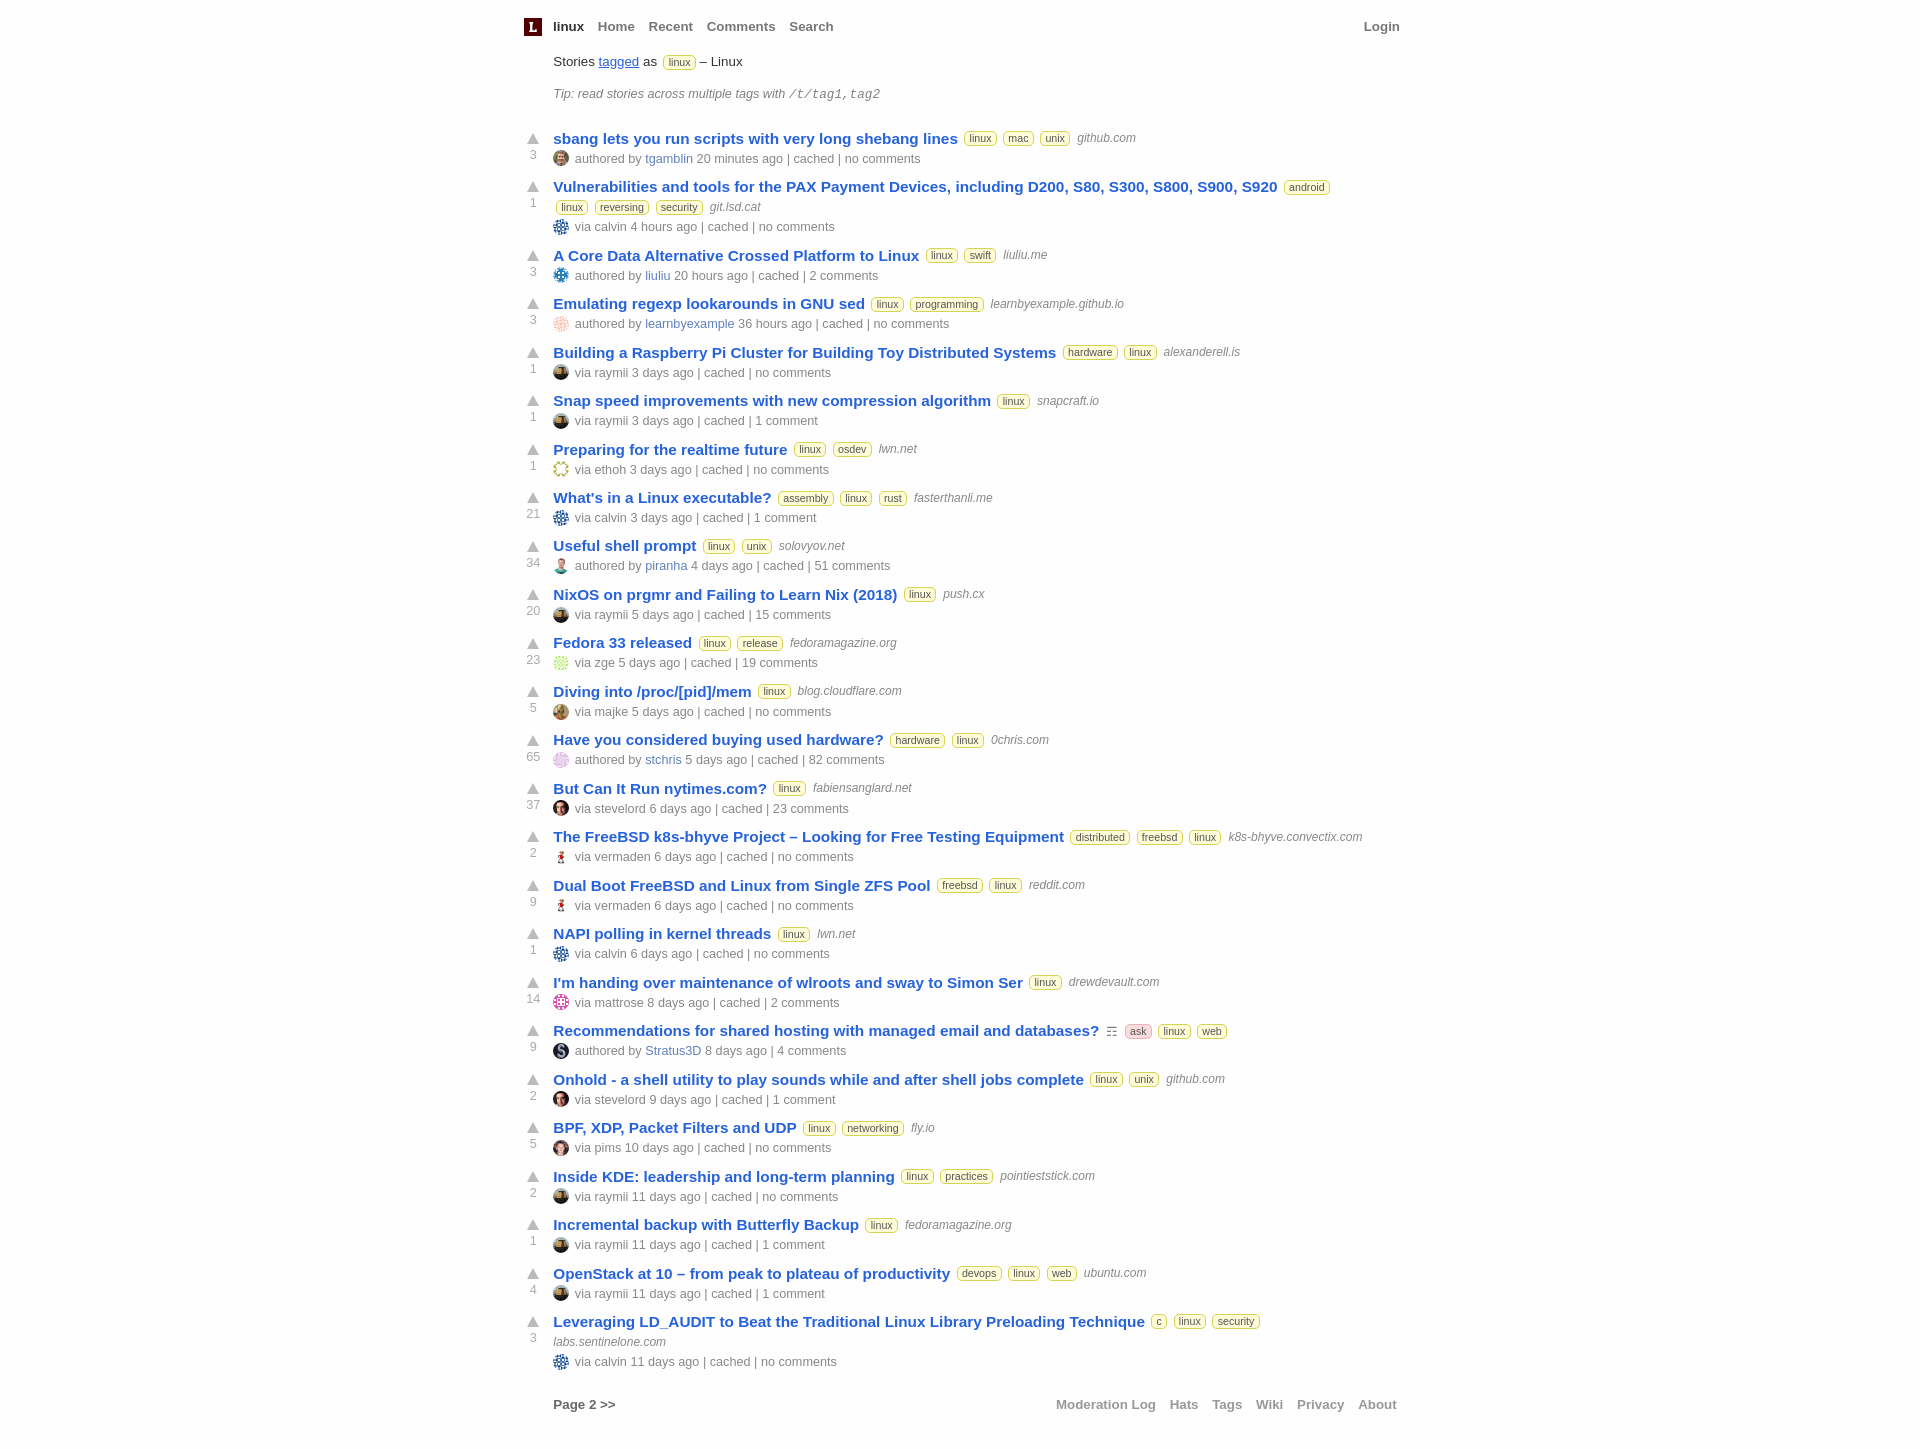 L linux Home Recent Comments Search Login
Stories tagged as linux – Linux
Tip: read stories across multiple tags with /t/tag1,tag2
sbang lets you run scripts with very long shebang lines linux mac unix github.com
3 authored by tgamblin 20 minutes ago | cached | no comments
Vulnerabilities and tools for the PAX Payment Devices, including D200, S80, S300, S800, S900, S920 android
1 linux reversing security git.lsd.cat
via calvin 4 hours ago | cached | no comments
A Core Data Alternative Crossed Platform to Linux linux swift liuliu.me
3 authored by liuliu 20 hours ago | cached | 2 comments
Emulating regexp lookarounds in GNU sed linux programming learnbyexample.github.io
3 authored by learnbyexample 36 hours ago | cached | no comments
Building a Raspberry Pi Cluster for Building Toy Distributed Systems hardware linux alexanderell.is
1 via raymii 3 days ago | cached | no comments
Snap speed improvements with new compression algorithm linux snapcraft.io
1 via raymii 3 days ago | cached | 1 comment
Preparing for the realtime future linux osdev lwn.net
1 via ethoh 3 days ago | cached | no comments
What's in a Linux executable? assembly linux rust fasterthanli.me
21 via calvin 3 days ago | cached | 1 comment
Useful shell prompt linux unix solovyov.net
34 authored by piranha 4 days ago | cached | 51 comments
NixOS on prgmr and Failing to Learn Nix (2018) linux push.cx
20 via raymii 5 days ago | cached | 15 comments
Fedora 33 released linux release fedoramagazine.org
23 via zge 5 days ago | cached | 19 comments
Diving into /proc/[pid]/mem linux blog.cloudflare.com
5 via majke 5 days ago | cached | no comments
Have you considered buying used hardware? hardware linux 0chris.com
65 authored by stchris 5 days ago | cached | 82 comments
But Can It Run nytimes.com? linux fabiensanglard.net
37 via stevelord 6 days ago | cached | 23 comments
The FreeBSD k8s-bhyve Project – Looking for Free Testing Equipment distributed freebsd linux k8s-bhyve.convectix.com
2 via vermaden 6 days ago | cached | no comments
Dual Boot FreeBSD and Linux from Single ZFS Pool freebsd linux reddit.com
9 via vermaden 6 days ago | cached | no comments
NAPI polling in kernel threads linux lwn.net
1 via calvin 6 days ago | cached | no comments
I'm handing over maintenance of wlroots and sway to Simon Ser linux drewdevault.com
14 via mattrose 8 days ago | cached | 2 comments
Recommendations for shared hosting with managed email and databases? ☶ ask linux web
9 authored by Stratus3D 8 days ago | 4 comments
Onhold - a shell utility to play sounds while and after shell jobs complete linux unix github.com
2 via stevelord 9 days ago | cached | 1 comment
BPF, XDP, Packet Filters and UDP linux networking fly.io
5 via pims 10 days ago | cached | no comments
Inside KDE: leadership and long-term planning linux practices pointieststick.com
2 via raymii 11 days ago | cached | no comments
Incremental backup with Butterfly Backup linux fedoramagazine.org
1 via raymii 11 days ago | cached | 1 comment
OpenStack at 10 – from peak to plateau of productivity devops linux web ubuntu.com
4 via raymii 11 days ago | cached | 1 comment
Leveraging LD_AUDIT to Beat the Traditional Linux Library Preloading Technique c linux security
3 labs.sentinelone.com
via calvin 11 days ago | cached | no comments
Page 2 >> Moderation Log Hats Tags Wiki Privacy About